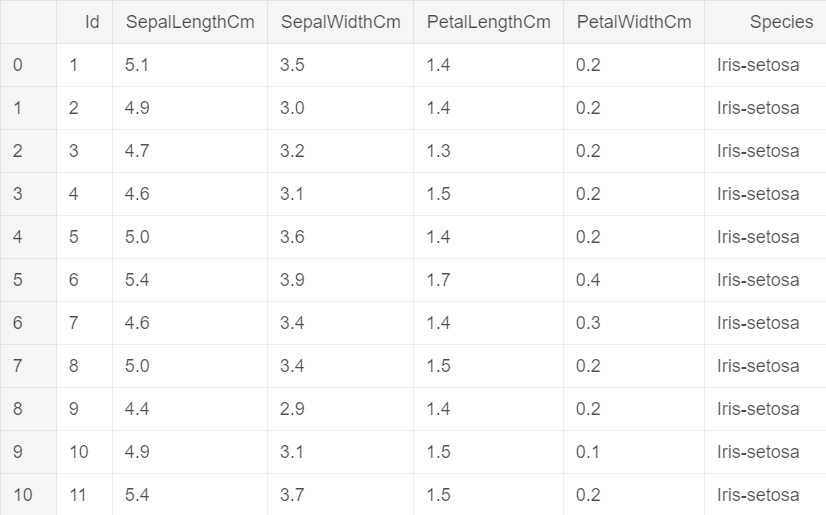 Id SepalLengthCm SepalWidthCm PetalLengthCm PetalWidthCm Species
0 1 5.1 3.5 1.4 0.2 Iris-setosa
1 2 4.9 3.0 1.4 0.2 Iris-setosa
2 3 4.7 3.2 1.3 0.2 Iris-setosa
3 4 4.6 3.1 1.5 0.2 Iris-setosa
4 5 5.0 3.6 1.4 0.2 Iris-setosa
5 6 5.4 3.9 1.7 0.4 Iris-setosa
6 7 4.6 3.4 1.4 0.3 Iris-setosa
7 8 5.0 3.4 1.5 0.2 Iris-setosa
8 9 4.4 2.9 1.4 0.2 Iris-setosa
9 10 4.9 3.1 1.5 0.1 Iris-setosa
10 11 5.4 3.7 1.5 0.2 Iris-setosa